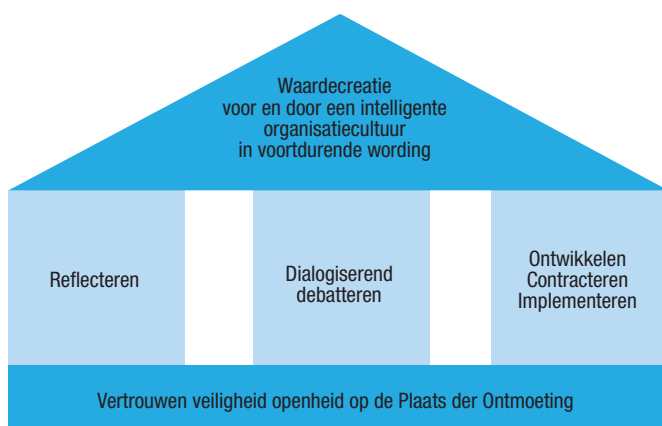 Waardecreatie
voor en door een intelligente
organisatiecultuur
in voortdurende wording
Reflecteren
Dialogiserend
debatteren
Ontwikkelen
Contracteren
Implementeren
Vertrouwen veiligheid openheid op de Plaats der Ontmoeting